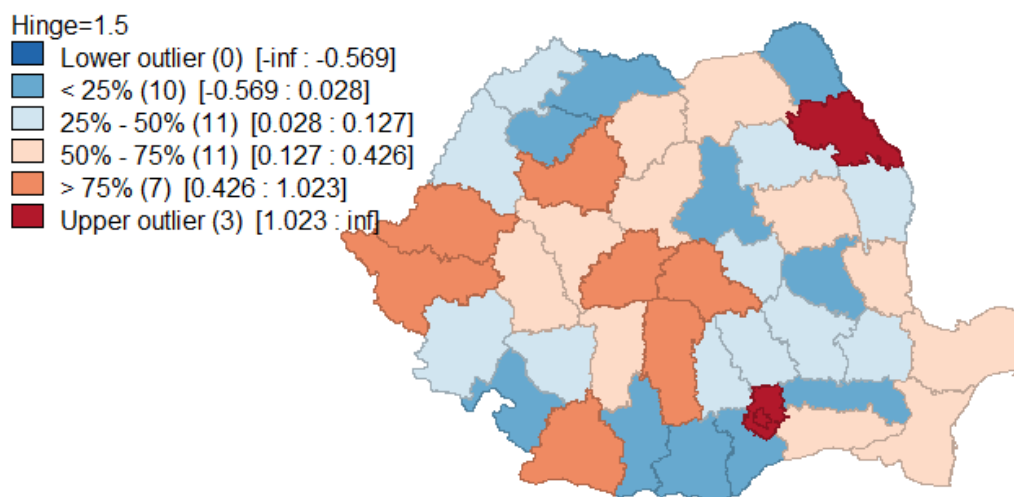 Hinge=1.5
Lower outlier (0) [-inf : -0.569]
< 25% (10) [-0.569 : 0.028]
25% - 50% (11) [0.028 : 0.127]
50% - 75% (11) [0.127 : 0.426]
> 75% (7) [0.426 : 1.023]
Upper outlier (3) [1.023 : inf]